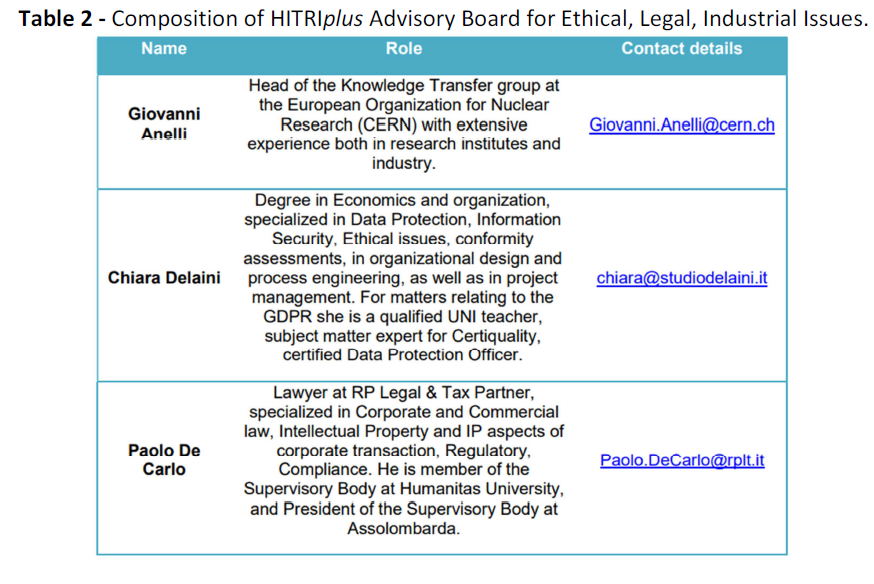 Table 2 - Composition of HITRIplus Advisory Board for Ethical, Legal, Industrial Issues.
Name Role Contact details
Giovanni Anelli
Head of the Knowledge Transfer group at
the European Organization for Nuclear
Research (CERN) with extensive
experience both in research institutes and
industry.
Giovanni.Anelli@cern.ch
Chiara Delaini
Degree in Economics and organization,
specialized in Data Protection, Information
Security, Ethical issues, conformity
assessments, in organizational design and
process engineering, as well as in project
management. For matters relating to the
GDPR she is a qualified UNI teacher,
subject matter expert for Certiquality,
certified Data Protection Officer.
chiara@studiodelaini.it
Paolo De
Carlo
Lawyer at RP Legal & Tax Partner,
specialized in Corporate and Commercial
law, Intellectual Property and IP aspects of
corporate transaction, Regulatory,
Compliance. He is member of the
Supervisory Body at Humanitas University,
and President of the Supervisory Body at
Assolombarda.
Paolo.DeCarlo@rplt.it